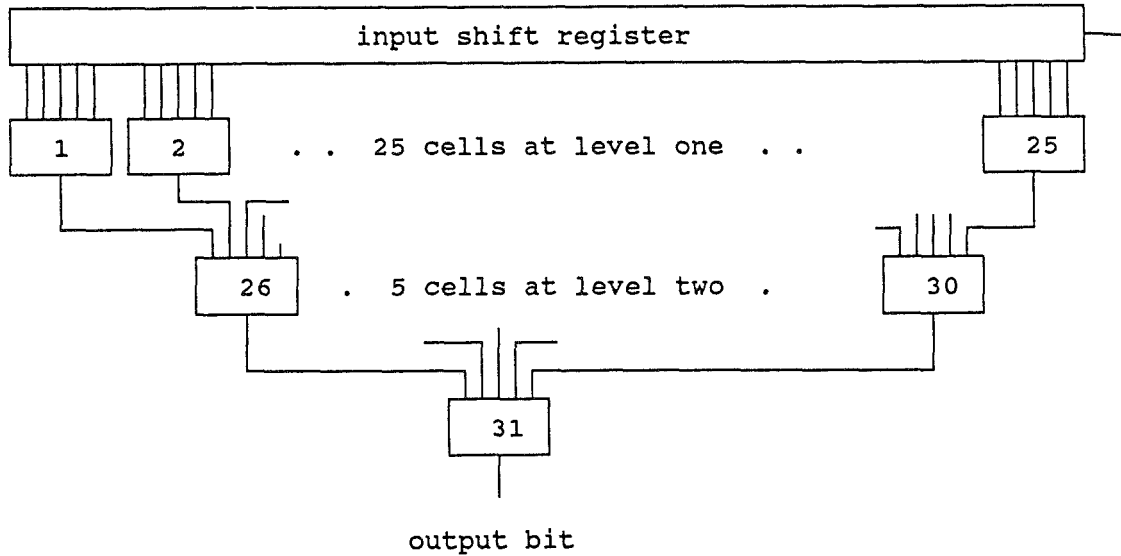 input shift register
1 2 . . 25 cells at level one . . 25
26 . 5 cells at level two . 30
31
output bit